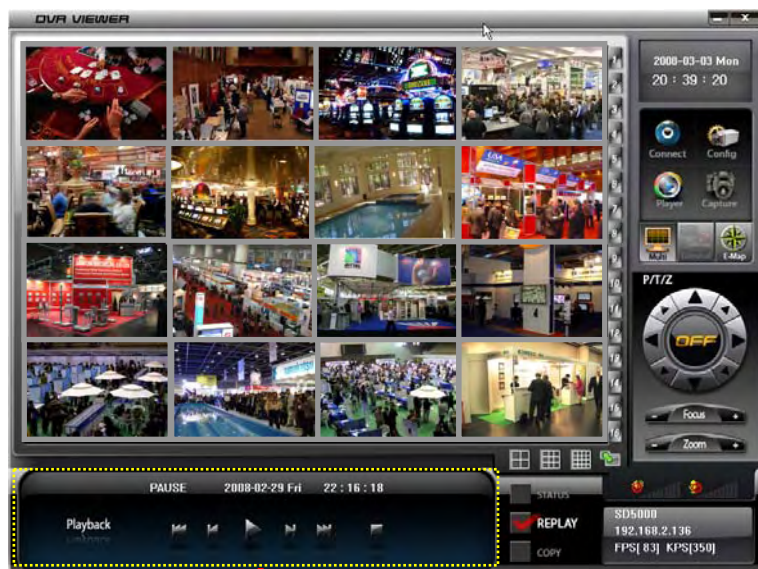 DVR VIEWER
2008-03-03 Mon
20 : 39 : 20
Connect
Config
Player
Capture
Multi
E-Map
P/T/Z
OFF
- Focus +
- Zoom +
PAUSE 2008-02-29 Fri 22 : 16 : 18
Playback
STATUS
REPLAY
COPY
SD5000
192.168.2.136
FPS[ 83] KPS[350]